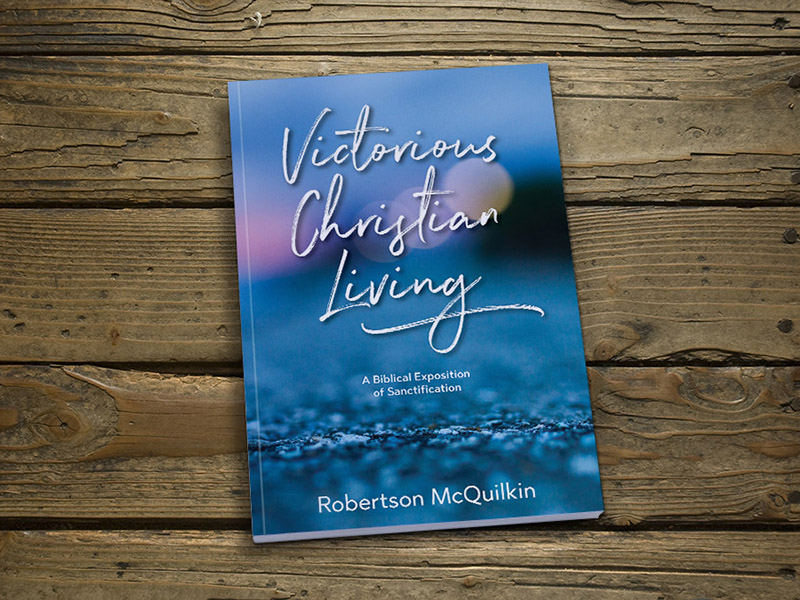 Victorious
Christian
Living
A Biblical Exposition
of Sanctification
Robertson McQuilkin